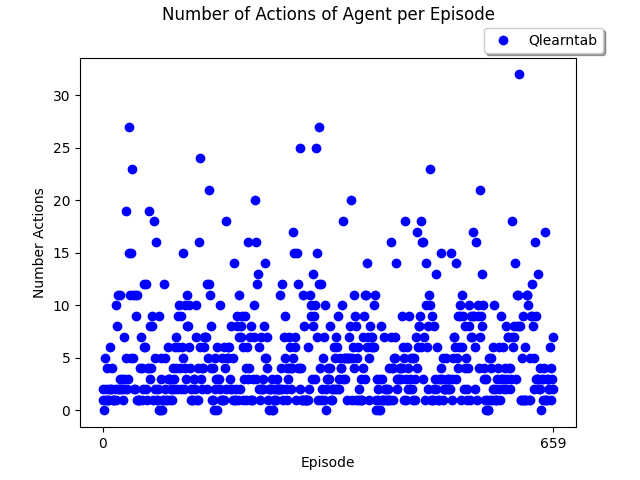 Number of Actions of Agent per Episode
Qlearntab
30
25
20
15
10
5
0
Number Actions
0 659
Episode